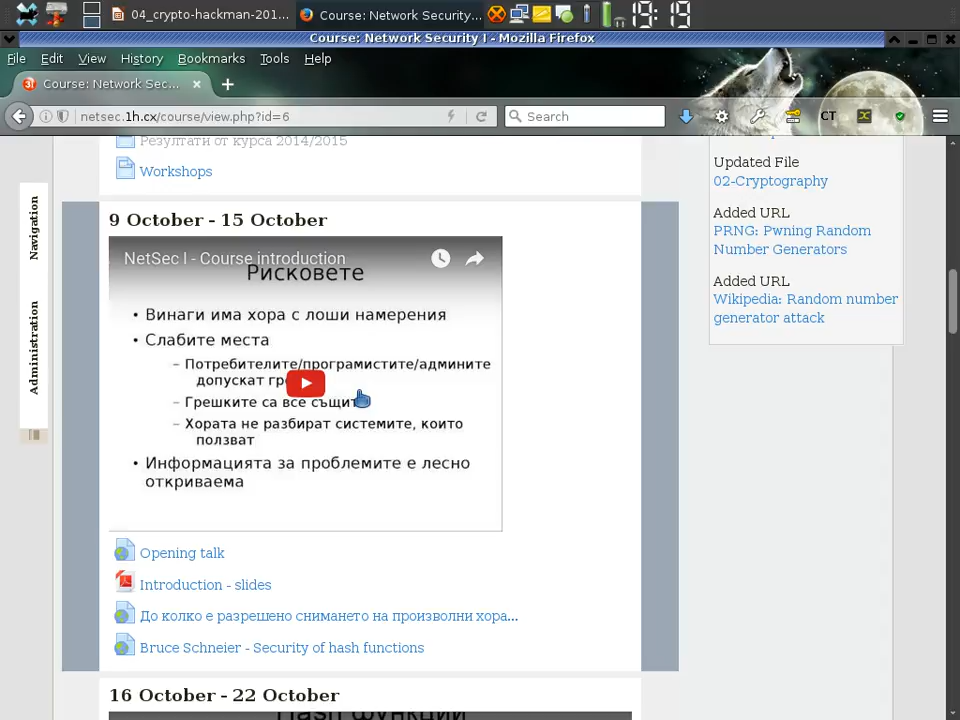 04_crypto-hackman-201...
Course: Network Security...
19:19
Course: Network Security I - Mozilla Firefox
File Edit View History Bookmarks Tools Help
Course: Network Sec...
netsec.1h.cx/course/view.php?id=6
Search
CT
Резултати от курса 2014/2015
Workshops
Navigation
Administration
9 October - 15 October
NetSec I - Course introduction
Рисковете
• Винаги има хора с лоши намерения
• Слабите места
– Потребителите/програмистите/админите
допускат
– Грешките са все същите
– Хората не разбират системите, които
ползват
• Информацията за проблемите е лесно
откриваема
Opening talk
Introduction - slides
До колко е разрешено снимането на произволни хора...
Bruce Schneier - Security of hash functions
16 October - 22 October
Hash функции
Updated File
02-Cryptography
Added URL
PRNG: Pwning Random
Number Generators
Added URL
Wikipedia: Random number
generator attack